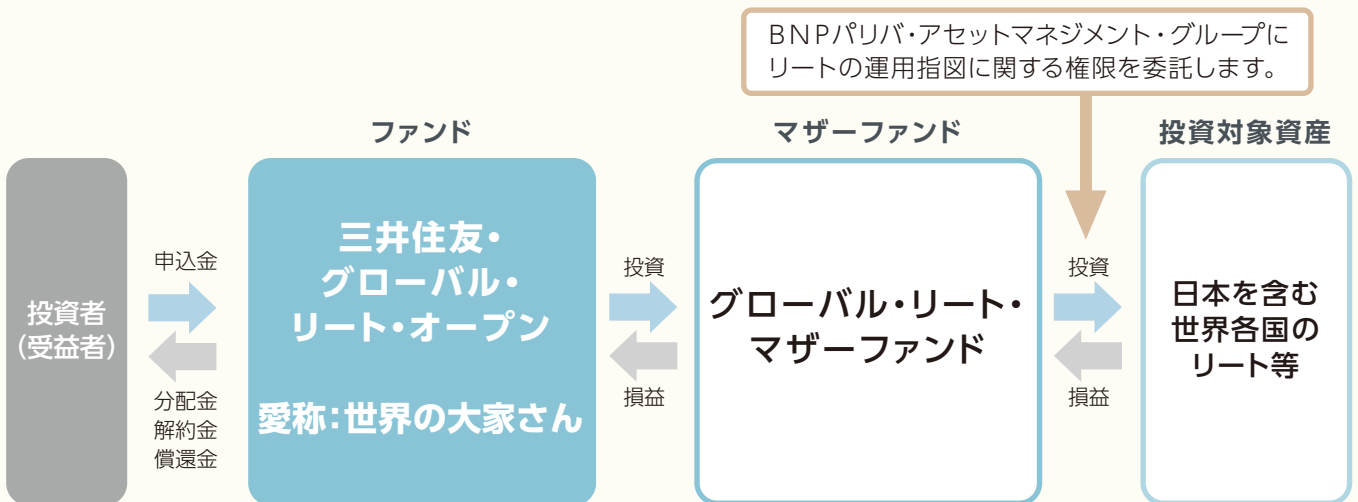 BNPパリバ・アセットマネジメント・グループに
リートの運用指図に関する権限を委託します。
ファンド
マザーファンド
投資対象資産
投資者
(受益者)
申込金
分配金
解約金
償還金
三井住友・
グローバル・
リート・オープン
愛称:世界の大家さん
投資
損益
グローバル・リート・
マザーファンド
投資
損益
日本を含む
世界各国の
リート等